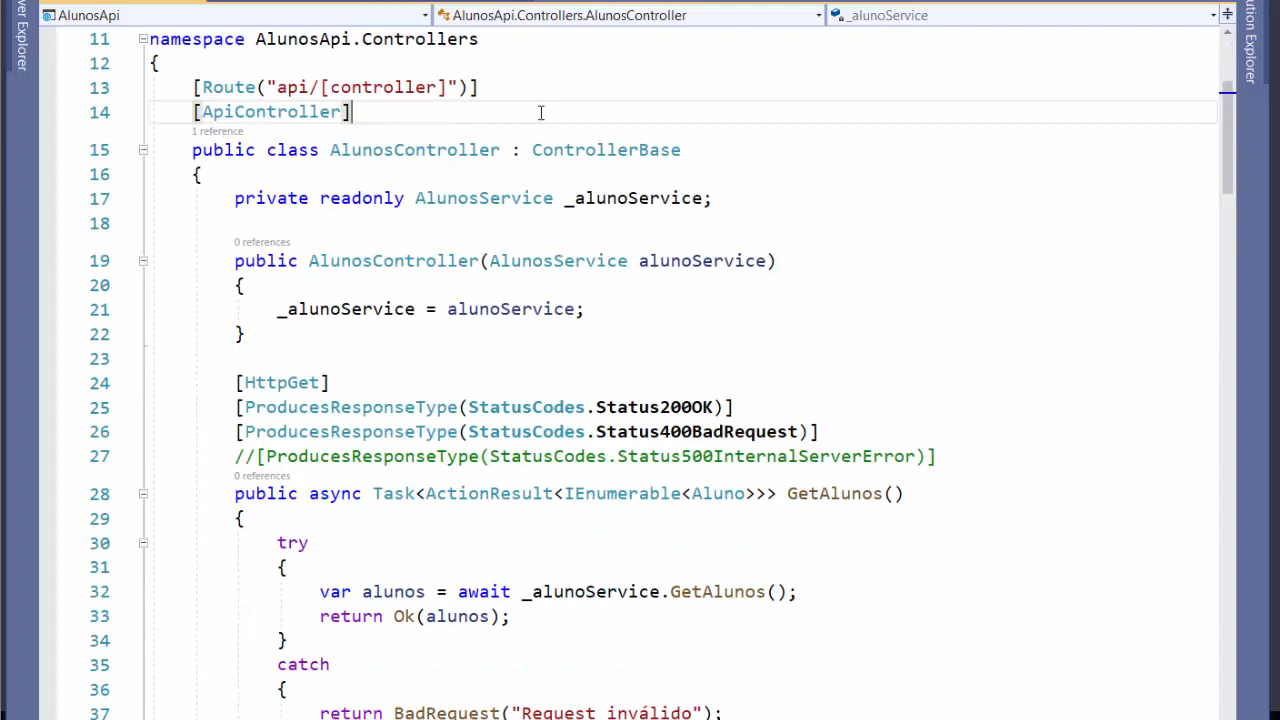 ver Explorer
AlunosApi
AlunosApi.Controllers.AlunosController
_alunoService
ution Explorer
11 namespace AlunosApi.Controllers
12 {
13 [Route("api/[controller]")]
14 [ApiController]
1 reference
15 public class AlunosController : ControllerBase
16 {
17 private readonly AlunosService _alunoService;
18
0 references
19 public AlunosController(AlunosService alunoService)
20 {
21 _alunoService = alunoService;
22 }
23
24 [HttpGet]
25 [ProducesResponseType(StatusCodes.Status200OK)]
26 [ProducesResponseType(StatusCodes.Status400BadRequest)]
27 //[ProducesResponseType(StatusCodes.Status500InternalServerError)]
0 references
28 public async Task<ActionResult<IEnumerable<Aluno>>> GetAlunos()
29 {
30 try
31 {
32 var alunos = await _alunoService.GetAlunos();
33 return Ok(alunos);
34 }
35 catch
36 {
37 return BadRequest("Request inválido");